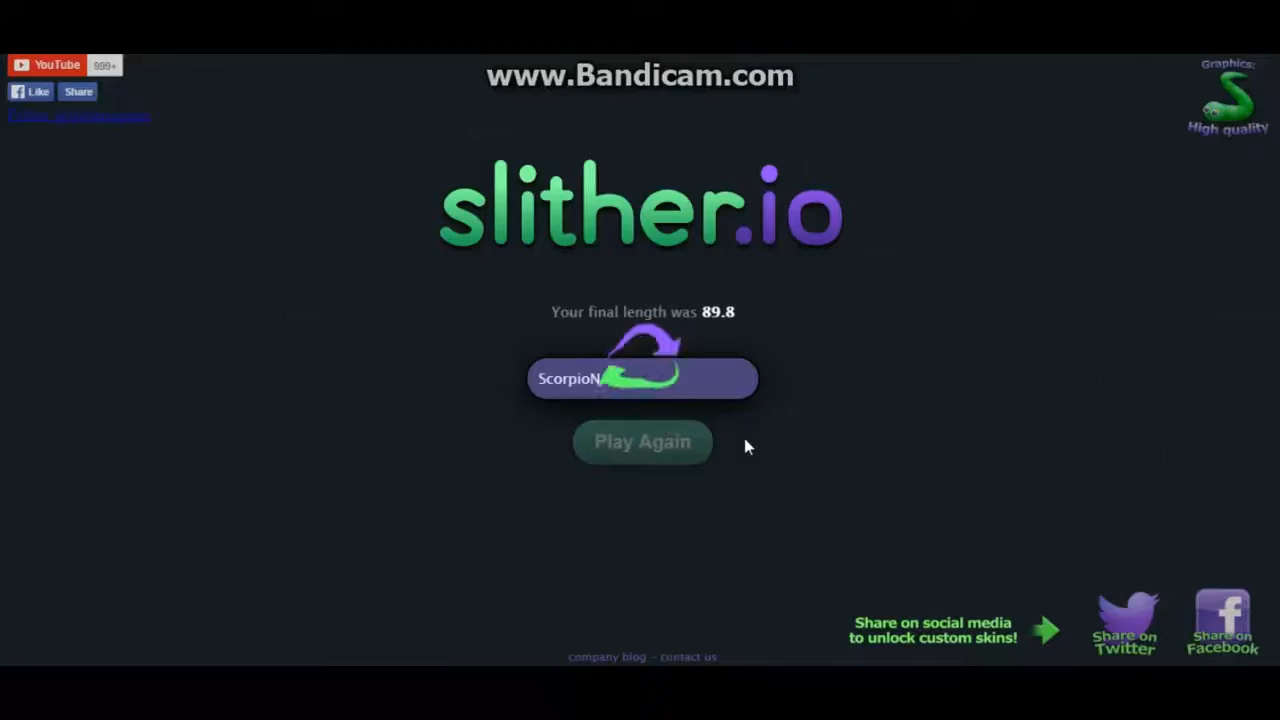 YouTube 999+
www.Bandicam.com
Graphics:
High quality
Like Share
slither.io
Your final length was 89.8
ScorpioN
Play Again
Share on social media
to unlock custom skins!
Share on
Twitter
Share on
Facebook
company blog - contact us